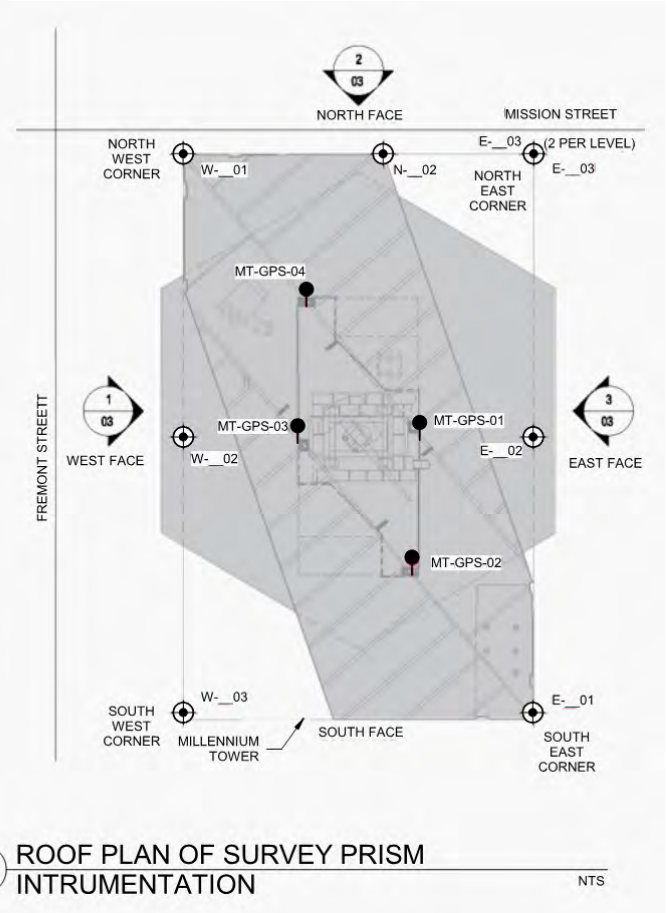 2
03
NORTH FACE
MISSION STREET
NORTH
WEST
CORNER
W-__01
N-__02
E-__03
(2 PER LEVEL)
E-__03
NORTH
EAST
CORNER
MT-GPS-04
1
03
WEST FACE
FREMONT STREETT
MT-GPS-03
MT-GPS-01
W-__02
E-__02
3
03
EAST FACE
MT-GPS-02
W-__03
SOUTH
WEST
CORNER
MILLENNIUM
TOWER
SOUTH FACE
E-__01
SOUTH
EAST
CORNER
ROOF PLAN OF SURVEY PRISM
INTRUMENTATION
NTS